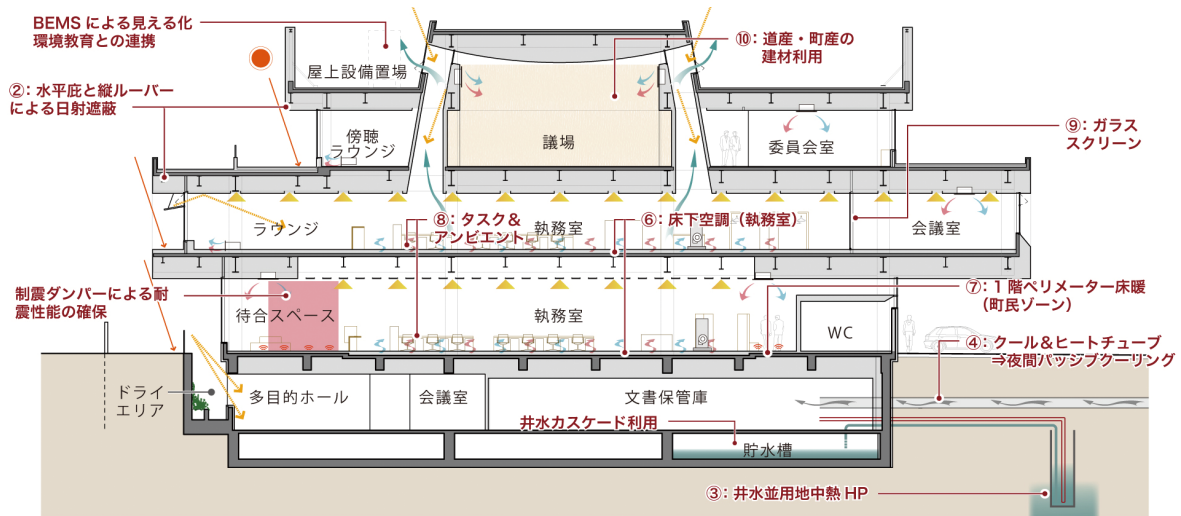 BEMS による見える化
環境教育との連携
⑩：道産・町産の
建材利用
屋上設備置場
②：水平庇と縦ルーバー
による日射遮蔽
傍聴
ラウンジ
議場
委員会室
⑨：ガラス
スクリーン
ラウンジ
⑧：タスク＆
アンビエント
執務室
⑥：床下空調（執務室）
会議室
制震ダンパーによる耐
震性能の確保
待合スペース
執務室
WC
⑦：1 階ペリメーター床暖
（町民ゾーン）
④：クール＆ヒートチューブ
⇒夜間パッシブクーリング
ドライ
エリア
多目的ホール
会議室
文書保管庫
井水カスケード利用
貯水槽
③：井水並用地中熱 HP